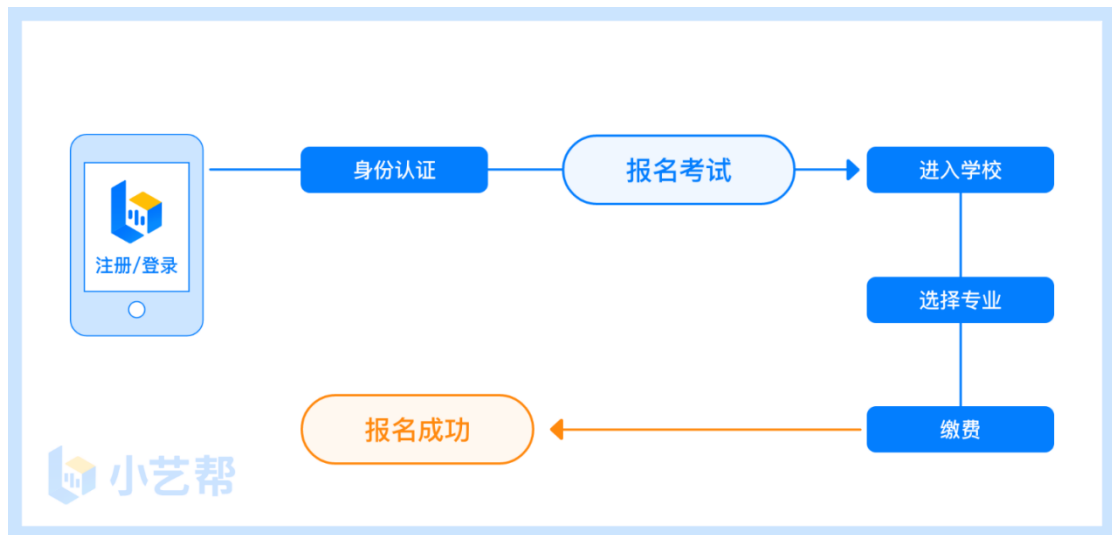 注册/登录
身份认证
报名考试
进入学校
选择专业
缴费
报名成功
小艺帮